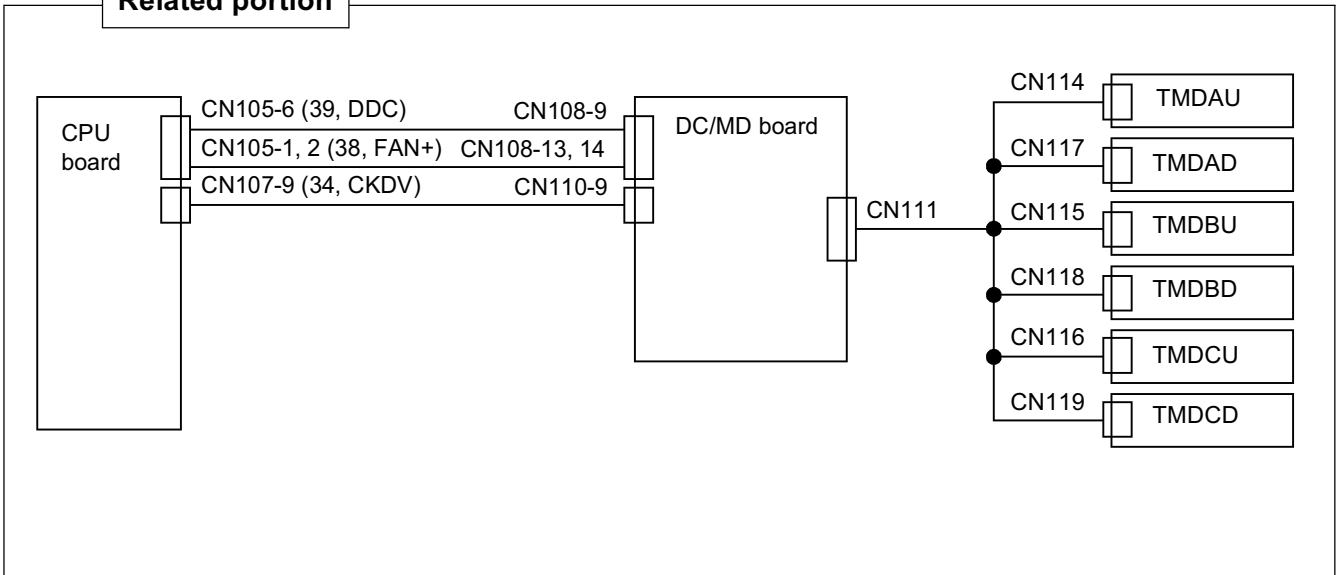 Related portion
CPU
board
CN105-6 (39, DDC)
CN108-9
CN105-1, 2 (38, FAN+)
CN108-13, 14
CN107-9 (34, CKDV)
CN110-9
DC/MD board
CN111
CN114
TMDAU
CN117
TMDAD
CN115
TMDBU
CN118
TMDBD
CN116
TMDCU
CN119
TMDCD